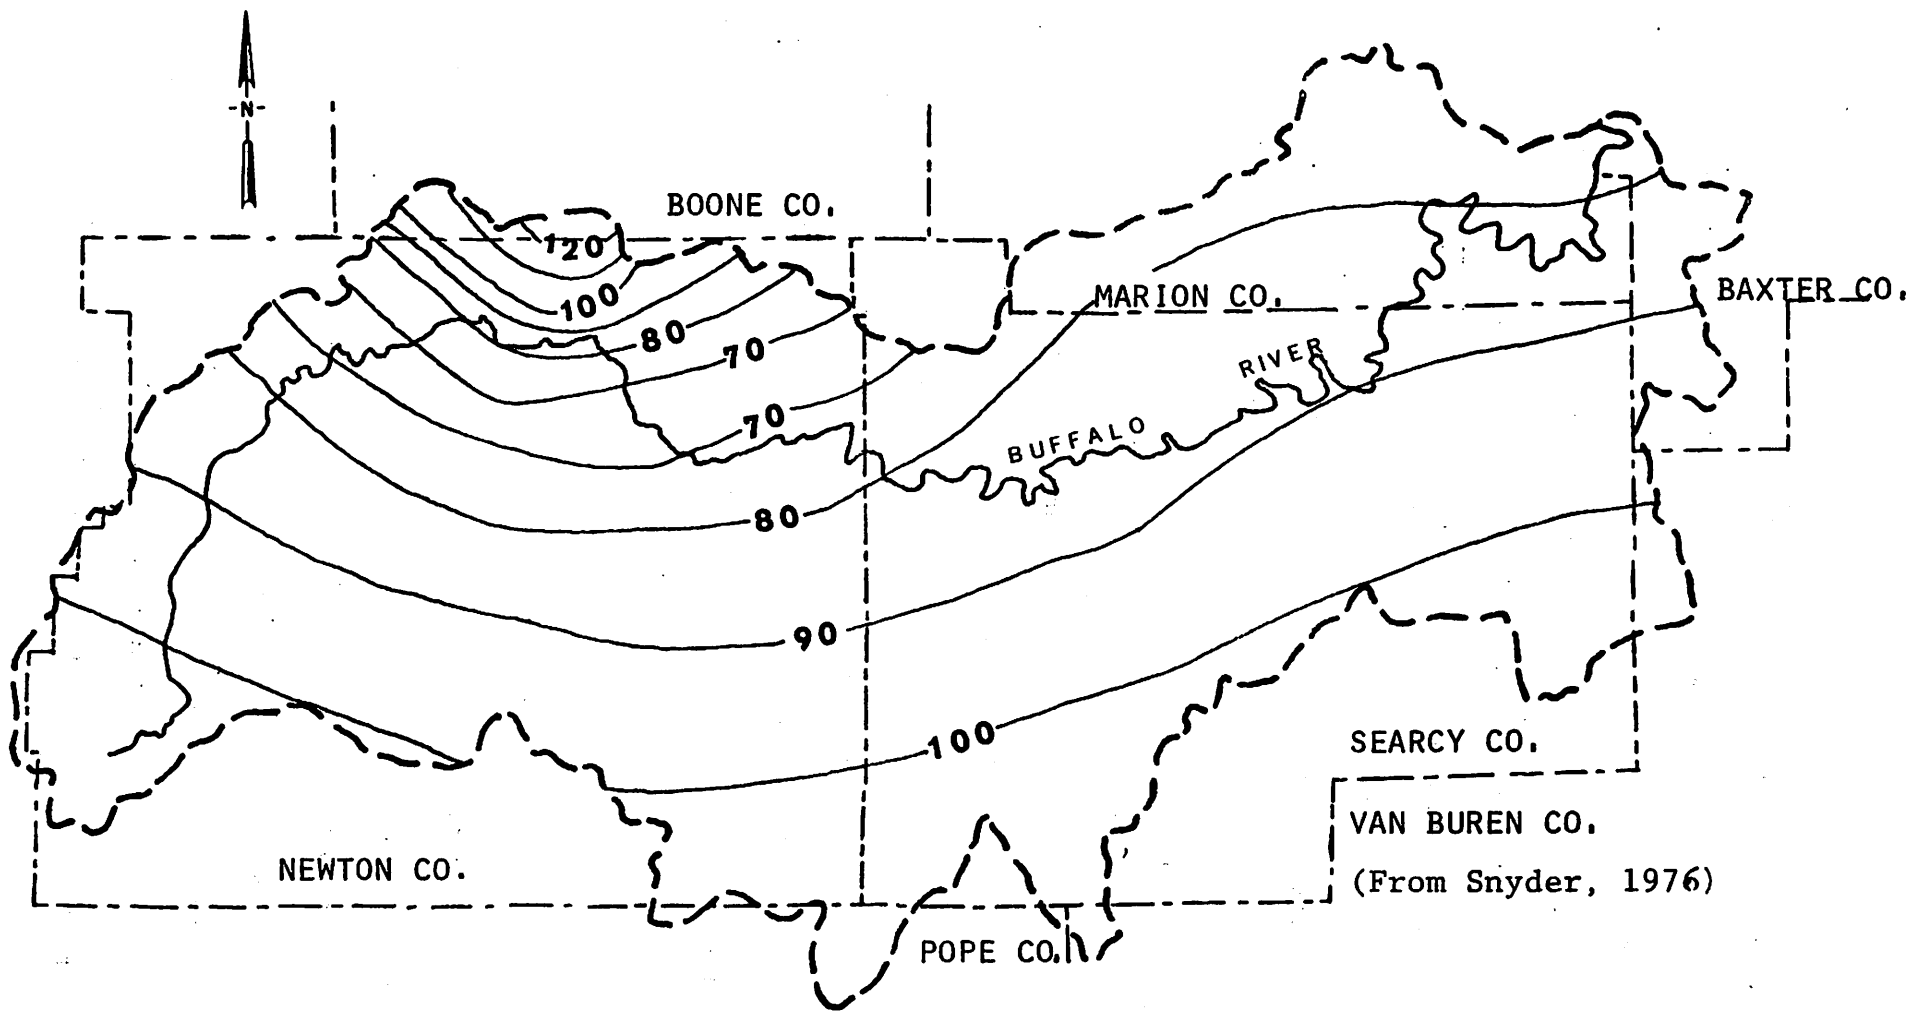 N
BOONE CO.
120
100
MARION CO.
BAXTER CO.
80
70
RIVER
70
BUFFALO
80
90
100
SEARCY CO.
VAN BUREN CO.
NEWTON CO.
(From Snyder, 1976)
POPE CO.